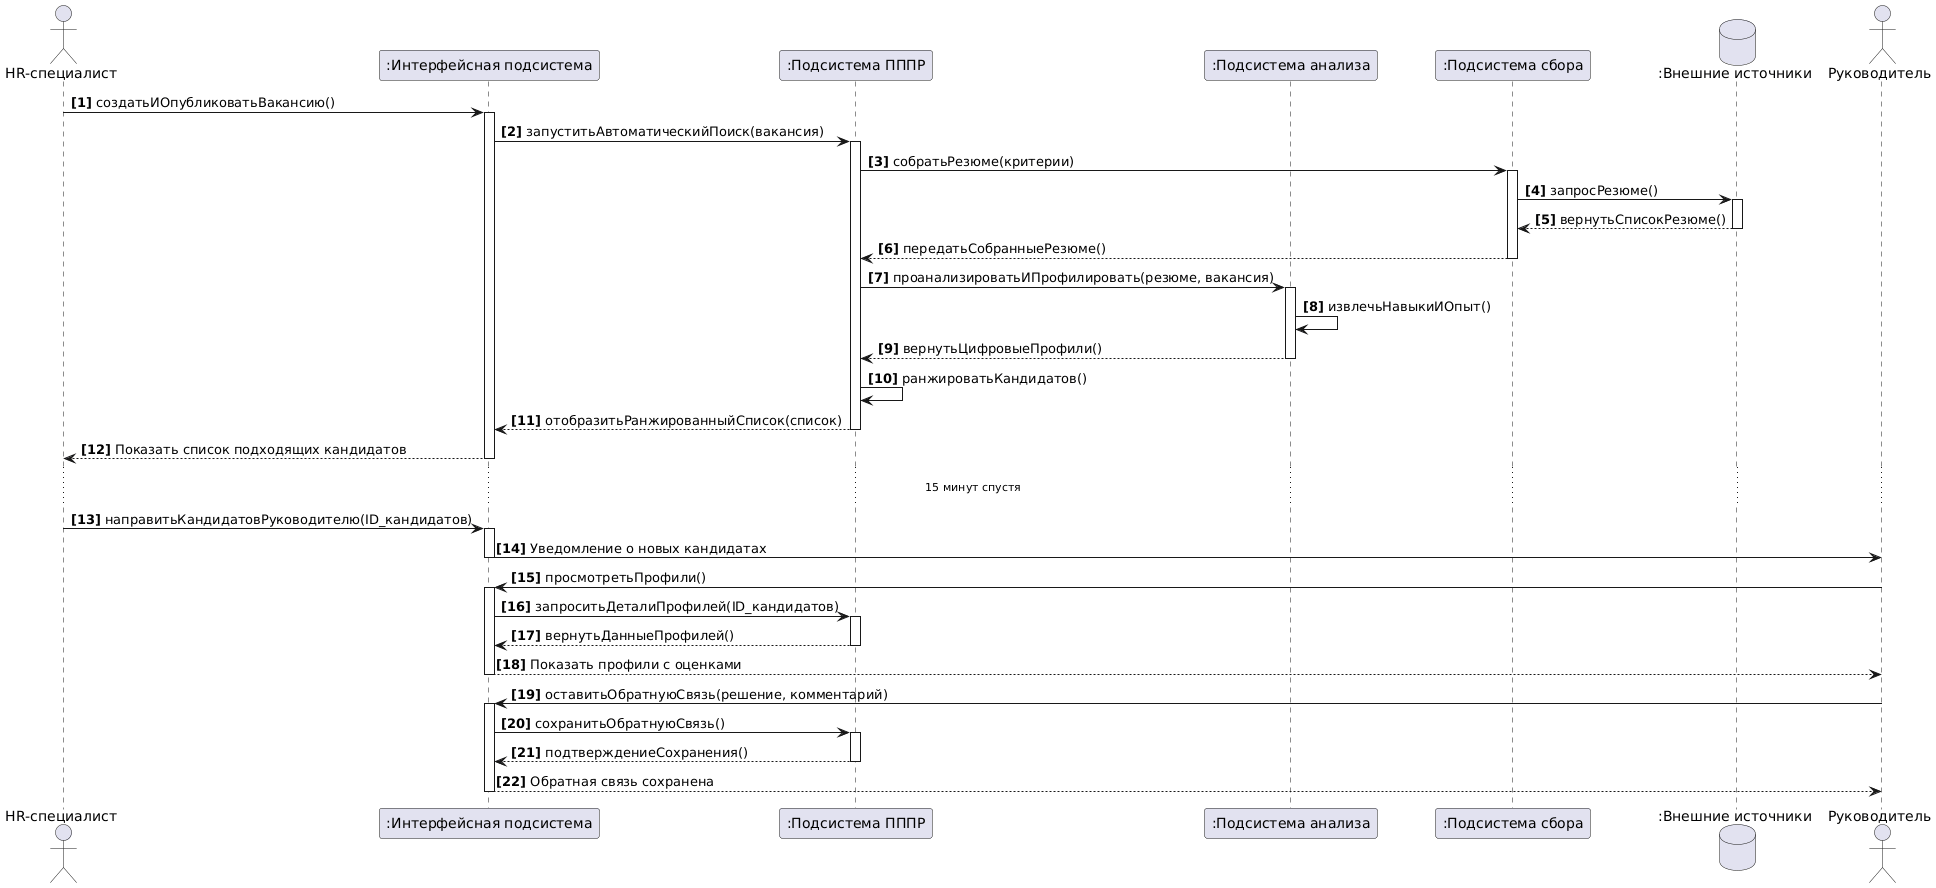 HR-специалист
:Интерфейсная подсистема
:Подсистема ПППР
:Подсистема анализа
:Подсистема сбора
:Внешние источники
Руководитель
[1] создатьИОпубликоватьВакансию()
[2] запуститьАвтоматическийПоиск(вакансия)
[3] собратьРезюме(критерии)
[4] запросРезюме()
[5] вернутьСписокРезюме()
[6] передатьСобранныеРезюме()
[7] проанализироватьИПрофилировать(резюме, вакансия)
[8] извлечьНавыкиИОпыт()
[9] вернутьЦифровыеПрофили()
[10] ранжироватьКандидатов()
[11] отобразитьРанжированныйСписок(список)
[12] Показать список подходящих кандидатов
15 минут спустя
[13] направитьКандидатовРуководителю(ID_кандидатов)
[14] Уведомление о новых кандидатах
[15] просмотретьПрофили()
[16] запроситьДеталиПрофилей(ID_кандидатов)
[17] вернутьДанныеПрофилей()
[18] Показать профили с оценками
[19] оставитьОбратнуюСвязь(решение, комментарий)
[20] сохранитьОбратнуюСвязь()
[21] подтверждениеСохранения()
[22] Обратная связь сохранена
HR-специалист
:Интерфейсная подсистема
:Подсистема ПППР
:Подсистема анализа
:Подсистема сбора
:Внешние источники
Руководитель